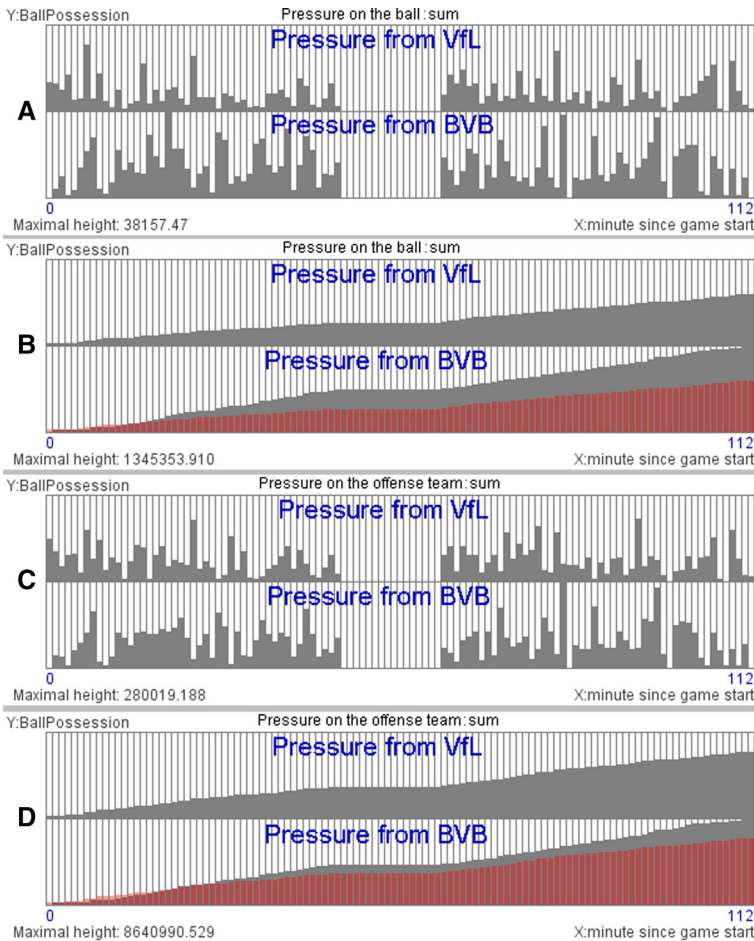 Y:BallPossession Pressure on the ball:sum
Pressure from VfL
A
Pressure from BVB
0 112
Maximal height: 38157.47 X:minute since game start
Y:BallPossession Pressure on the ball:sum
Pressure from VfL
B
Pressure from BVB
0 112
Maximal height: 1345353.910 X:minute since game start
Y:BallPossession Pressure on the offense team:sum
Pressure from VfL
C
Pressure from BVB
0 112
Maximal height: 280019.188 X:minute since game start
Y:BallPossession Pressure on the offense team:sum
Pressure from VfL
D
Pressure from BVB
0 112
Maximal height: 8640990.529 X:minute since game start